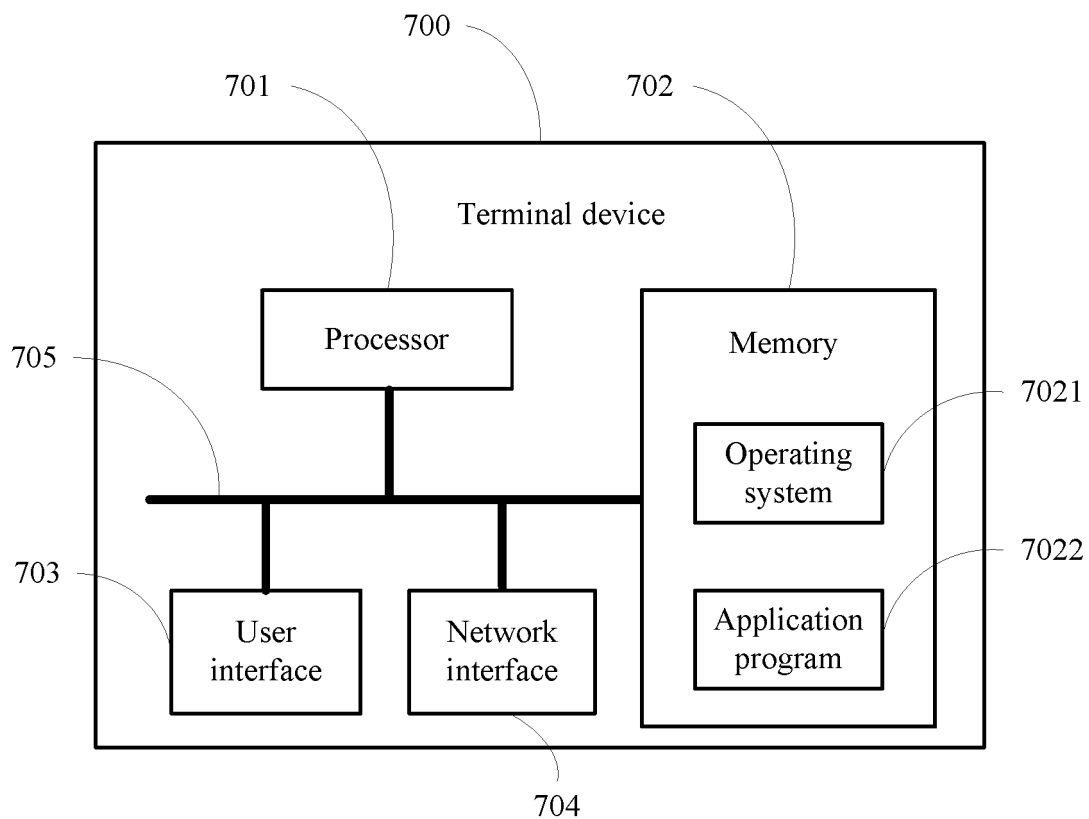 700
701
702
Terminal device
Processor
Memory
705
7021
Operating
system
7022
703
User
interface
Network
interface
Application
program
704